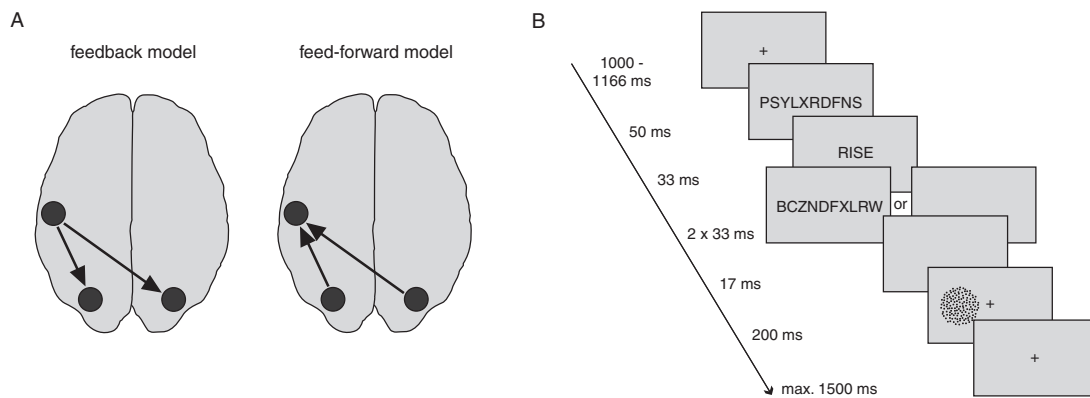 A
feedback model
feed-forward model
B
+
1000 -
1166 ms
PSYLXRDFNS
50 ms
RISE
33 ms
BCZNDFXLRW
or
2 x 33 ms
17 ms
+
200 ms
+
max. 1500 ms